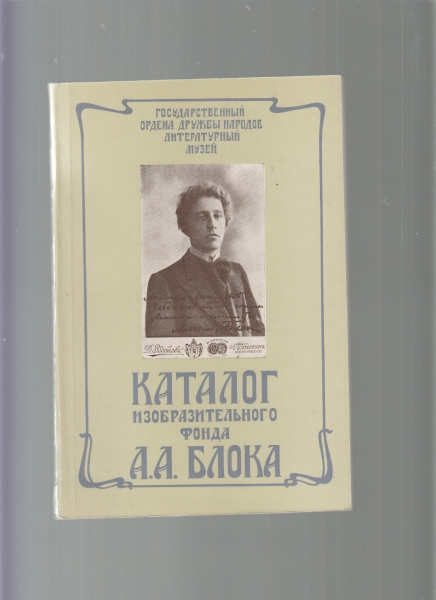 ГОСУДАРСТВЕННЫЙ
ОРДЕНА ДРУЖБЫ НАРОДОВ
ЛИТЕРАТУРНЫЙ
МУЗЕЙ
КАТАЛОГ
ИЗОБРАЗИТЕЛЬНОГО
ФОНДА
А.А. БЛОКА